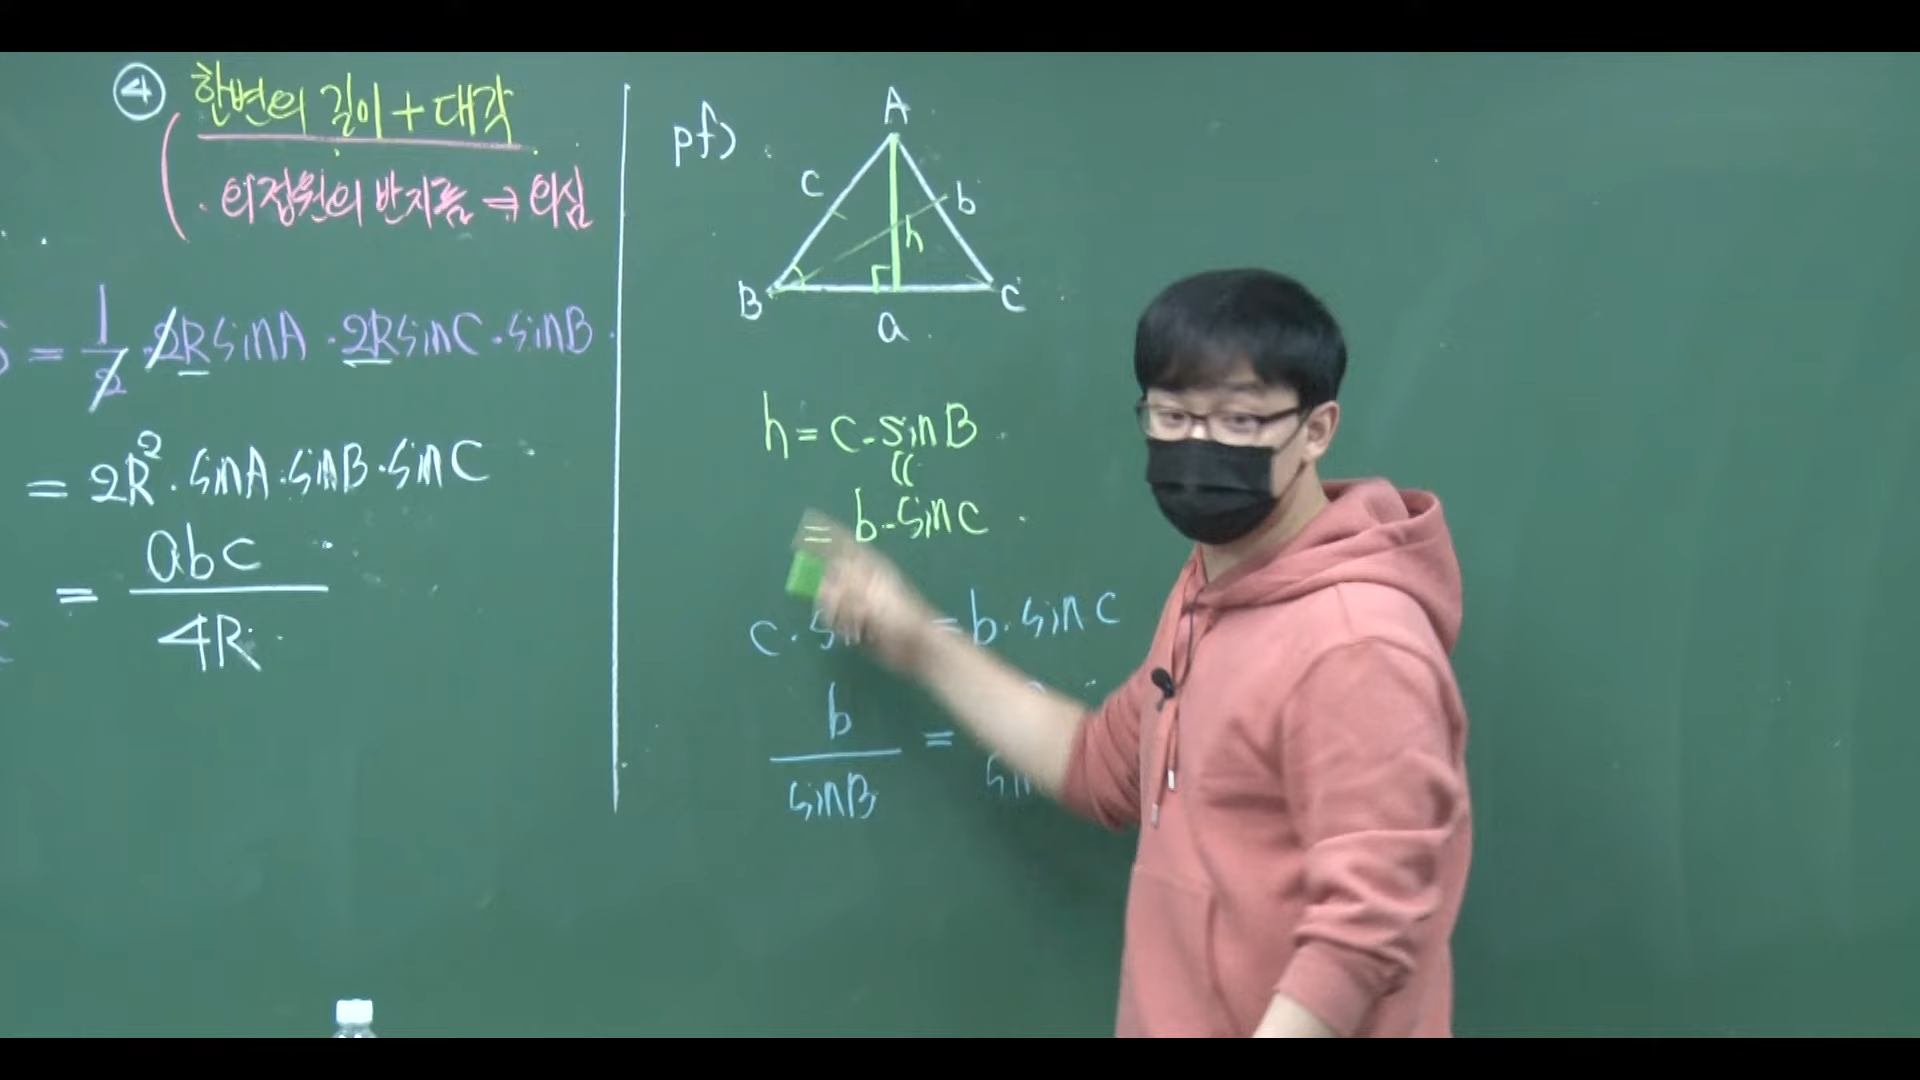 ④ 한변의 길이 + 대각
· 외접원의 반지름 ⇒ 외심
= 1/2 · 2R sinA · 2R sinC · sinB
= 2R² · sinA · sinB · sinC
= abc/4R
pf)
A
c
b
h
B
C
a
h = c · sinB
= b · sinC
= b · sinC
b/sinB =